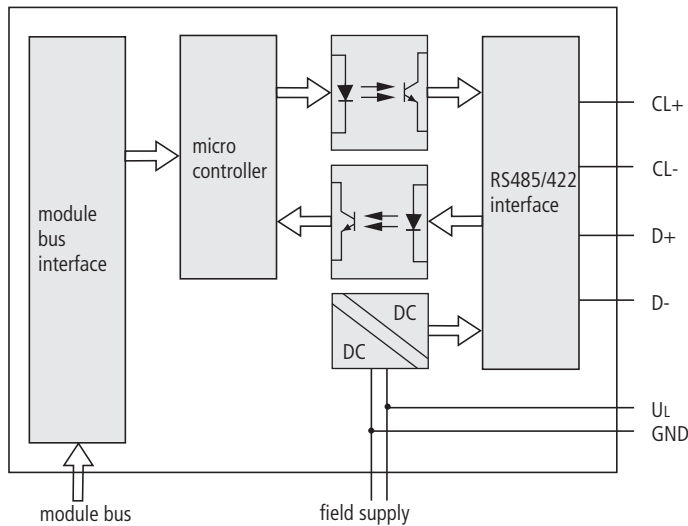 module
bus
interface
micro
controller
RS485/422
interface
DC
DC
CL+
CL-
D+
D-
UL
GND
module bus
field supply